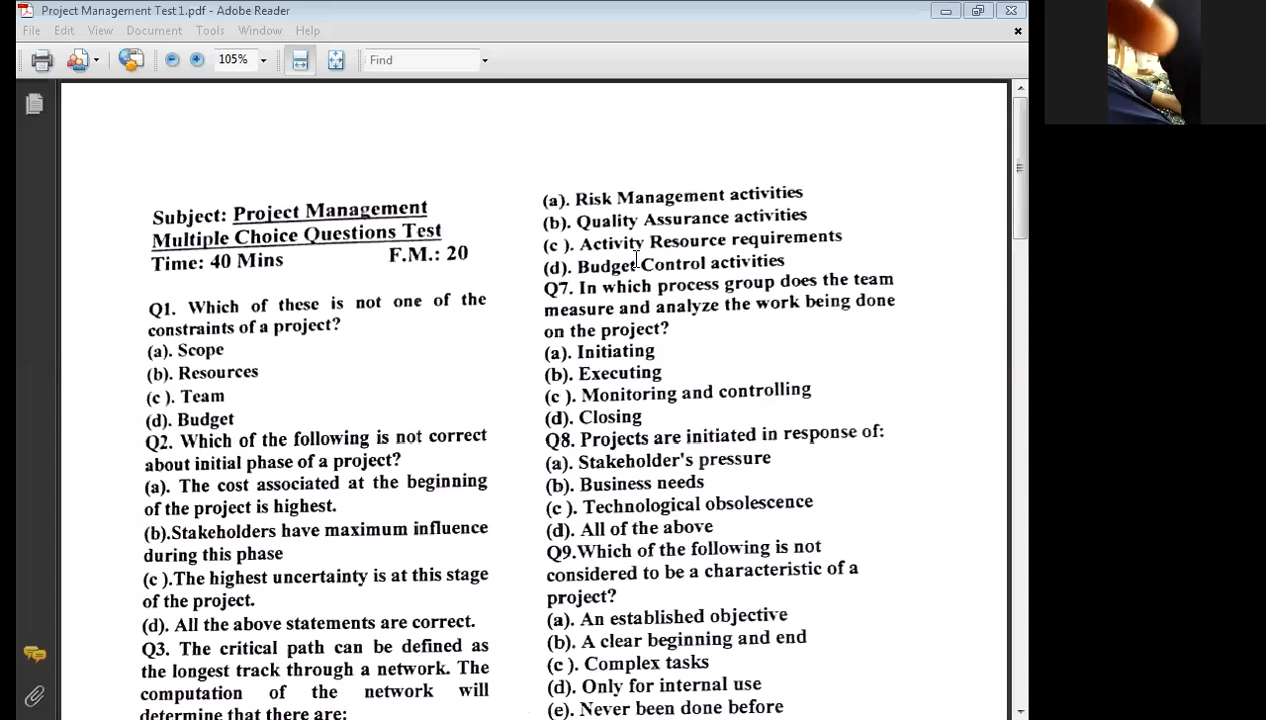 Project Management Test1.pdf - Adobe Reader
File Edit View Document Tools Window Help
105%
Find
Subject: Project Management
Multiple Choice Questions Test
Time: 40 Mins F.M.: 20
Q1. Which of these is not one of the
constraints of a project?
(a). Scope
(b). Resources
(c ). Team
(d). Budget
Q2. Which of the following is not correct
about initial phase of a project?
(a). The cost associated at the beginning
of the project is highest.
(b).Stakeholders have maximum influence
during this phase
(c ).The highest uncertainty is at this stage
of the project.
(d). All the above statements are correct.
Q3. The critical path can be defined as
the longest track through a network. The
computation of the network will
determine that there are:
(a). Risk Management activities
(b). Quality Assurance activities
(c ). Activity Resource requirements
(d). Budget Control activities
Q7. In which process group does the team
measure and analyze the work being done
on the project?
(a). Initiating
(b). Executing
(c ). Monitoring and controlling
(d). Closing
Q8. Projects are initiated in response of:
(a). Stakeholder's pressure
(b). Business needs
(c ). Technological obsolescence
(d). All of the above
Q9.Which of the following is not
considered to be a characteristic of a
project?
(a). An established objective
(b). A clear beginning and end
(c ). Complex tasks
(d). Only for internal use
(e). Never been done before